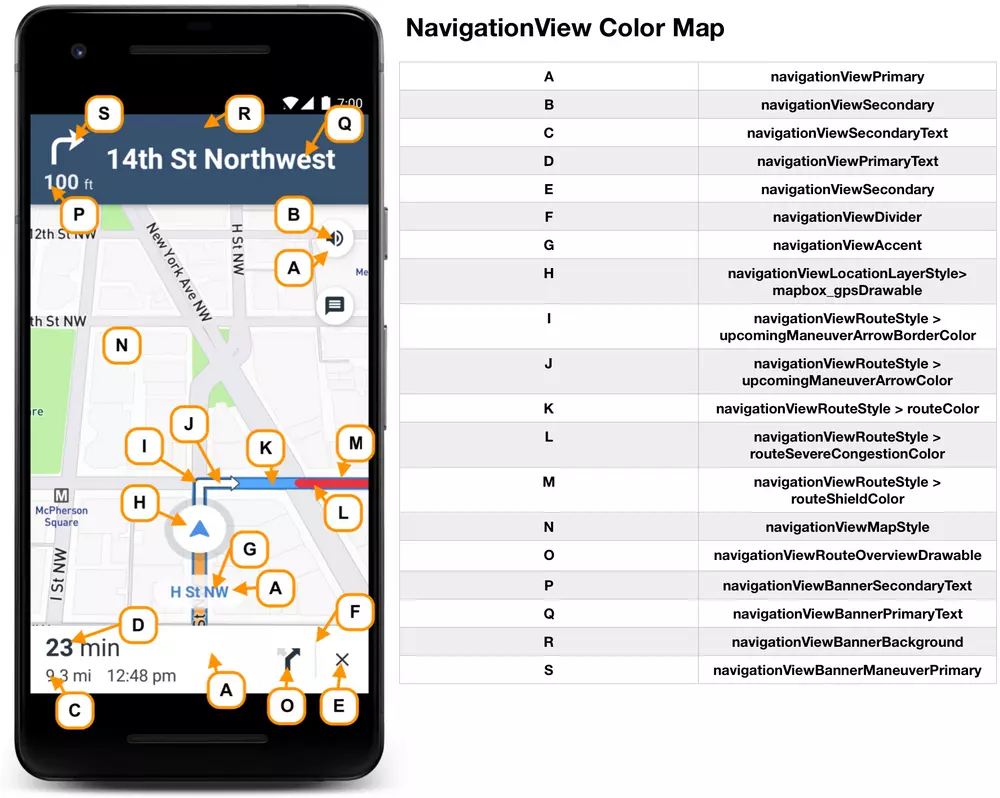 NavigationView Color Map
7:00
S
R
Q
14th St Northwest
100 ft
P
B
12th St NW
New York Ave NW
H St NW
A
Me
th St NW
N
are
J
I
K
M
M
McPherson
Square
H
L
G
I St NW
H St NW
A
St
F
D
23 min
9.3 mi 12:48 pm
A
C
O
E
A navigationViewPrimary
B navigationViewSecondary
C navigationViewSecondaryText
D navigationViewPrimaryText
E navigationViewSecondary
F navigationViewDivider
G navigationViewAccent
H navigationViewLocationLayerStyle>
mapbox_gpsDrawable
I navigationViewRouteStyle >
upcomingManeuverArrowBorderColor
J navigationViewRouteStyle >
upcomingManeuverArrowColor
K navigationViewRouteStyle > routeColor
L navigationViewRouteStyle >
routeSevereCongestionColor
M navigationViewRouteStyle >
routeShieldColor
N navigationViewMapStyle
O navigationViewRouteOverviewDrawable
P navigationViewBannerSecondaryText
Q navigationViewBannerPrimaryText
R navigationViewBannerBackground
S navigationViewBannerManeuverPrimary